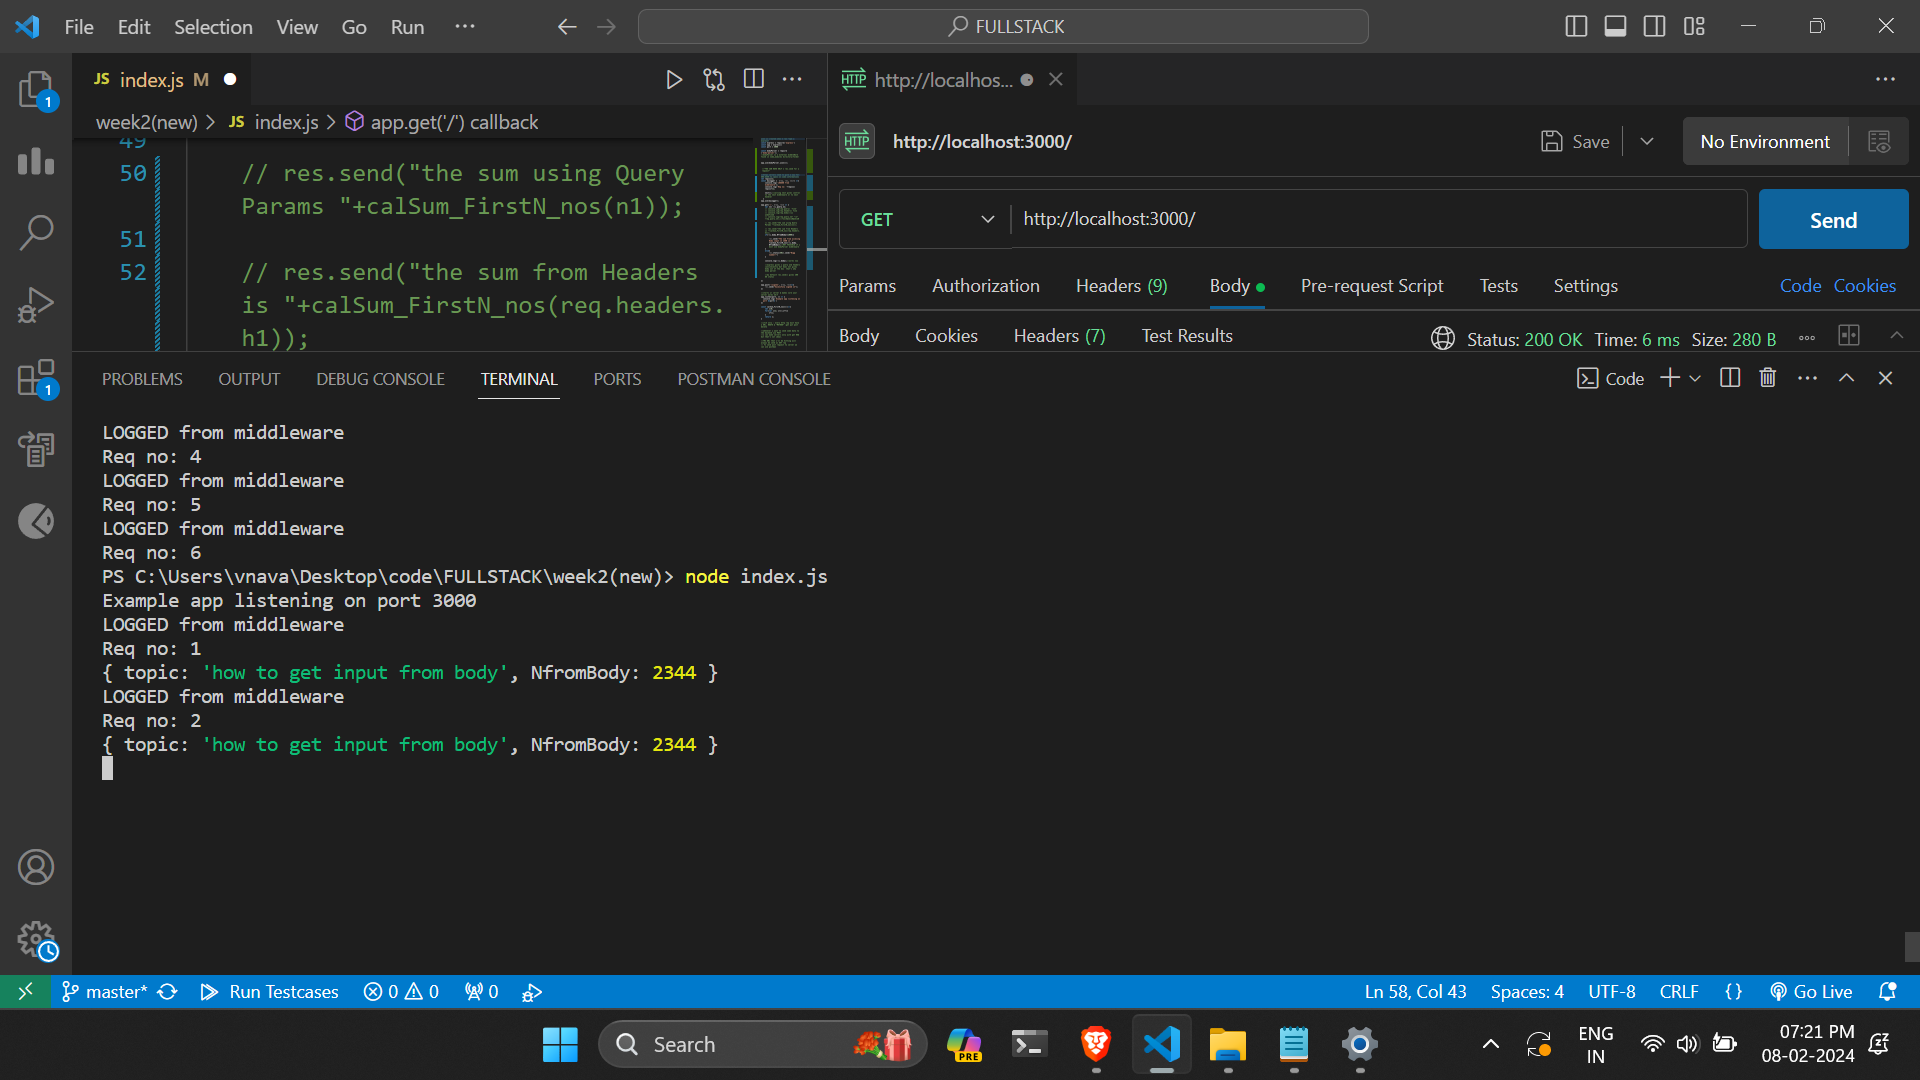 File Edit Selection View Go Run ···
FULLSTACK
JS index.js M
HTTP http://localhos...
week2(new) > JS index.js > app.get('/') callback
HTTP http://localhost:3000/
Save
No Environment
49
50 // res.send("the sum using Query
Params "+calSum_FirstN_nos(n1));
51
52 // res.send("the sum from Headers
is "+calSum_FirstN_nos(req.headers.
h1));
GET http://localhost:3000/
Send
Params Authorization Headers (9) Body Pre-request Script Tests Settings Code Cookies
Body Cookies Headers (7) Test Results Status: 200 OK Time: 6 ms Size: 280 B
PROBLEMS OUTPUT DEBUG CONSOLE TERMINAL PORTS POSTMAN CONSOLE Code
LOGGED from middleware
Req no: 4
LOGGED from middleware
Req no: 5
LOGGED from middleware
Req no: 6
PS C:\Users\vnava\Desktop\code\FULLSTACK\week2(new)> node index.js
Example app listening on port 3000
LOGGED from middleware
Req no: 1
{ topic: 'how to get input from body', NfromBody: 2344 }
LOGGED from middleware
Req no: 2
{ topic: 'how to get input from body', NfromBody: 2344 }
1
1
master* Run Testcases 0 0 0 Ln 58, Col 43 Spaces: 4 UTF-8 CRLF {} Go Live
Search
PRE
ENG
IN
07:21 PM
08-02-2024